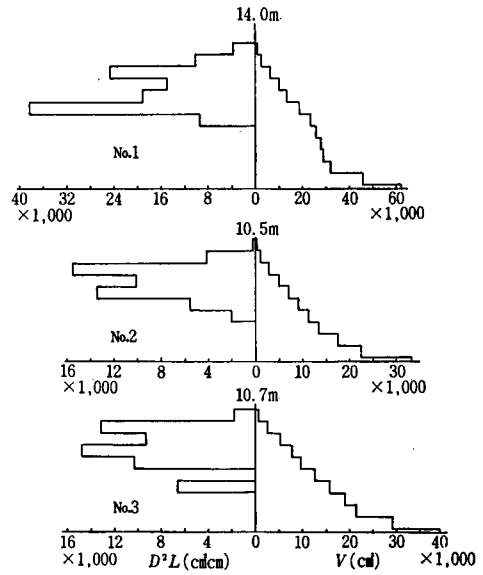 14.0m
No.1
40 32 24 16 8 0 20 40 60
×1,000 ×1,000
10.5m
No.2
16 12 8 4 0 10 20 30
×1,000 ×1,000
10.7m
No.3
16 12 8 4 0 10 20 30 40
×1,000 D²L(cm²cm) V(cm³) ×1,000